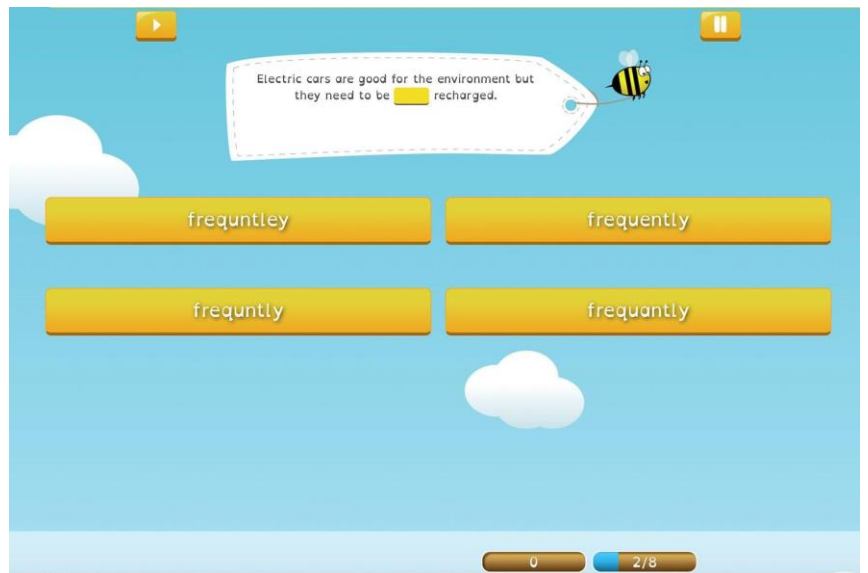 Electric cars are good for the environment but
they need to be recharged.
frequntley
frequently
frequntly
frequantly
0
2/8